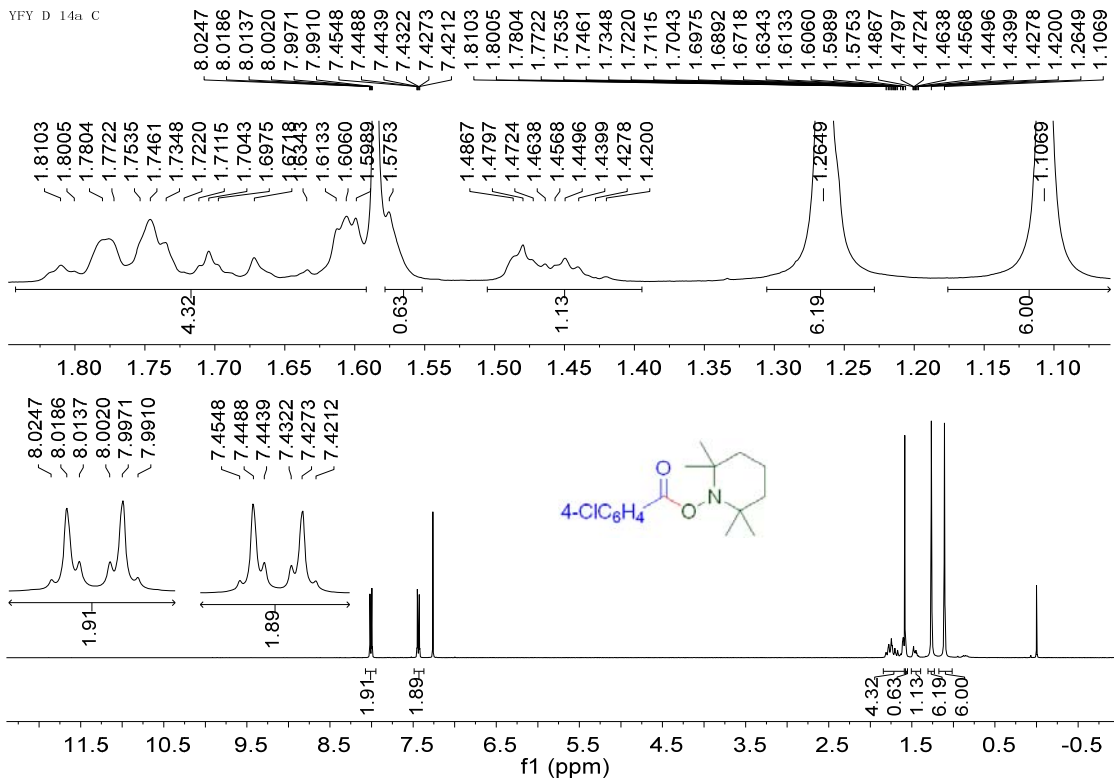 YFY D 14a C
8.0247 8.0186 8.0137 8.0020 7.9971 7.9910 7.4548 7.4488 7.4439 7.4322 7.4273 7.4212 1.8103 1.8005 1.7804 1.7722 1.7535 1.7461 1.7348 1.7220 1.7115 1.7043 1.6975 1.6892 1.6718 1.6343 1.6133 1.6060 1.5989 1.5753 1.4867 1.4797 1.4724 1.4638 1.4568 1.4496 1.4399 1.4278 1.4200 1.2649 1.1069
1.8103 1.8005 1.7804 1.7722 1.7535 1.7461 1.7348 1.7220 1.7115 1.7043 1.6975 1.6718 1.6343 1.6133 1.6060 1.5989 1.5753 1.4867 1.4797 1.4724 1.4638 1.4568 1.4496 1.4399 1.4278 1.4200 1.2649 1.1069
4.32 0.63 1.13 6.19 6.00
1.80 1.75 1.70 1.65 1.60 1.55 1.50 1.45 1.40 1.35 1.30 1.25 1.20 1.15 1.10
8.0247 8.0186 8.0137 8.0020 7.9971 7.9910 7.4548 7.4488 7.4439 7.4322 7.4273 7.4212
O
4-ClC6H4 O N
1.91 1.89
1.91 1.89 4.32 0.63 1.13 6.19 6.00
11.5 10.5 9.5 8.5 7.5 6.5 5.5 4.5 3.5 2.5 1.5 0.5 -0.5
f1 (ppm)